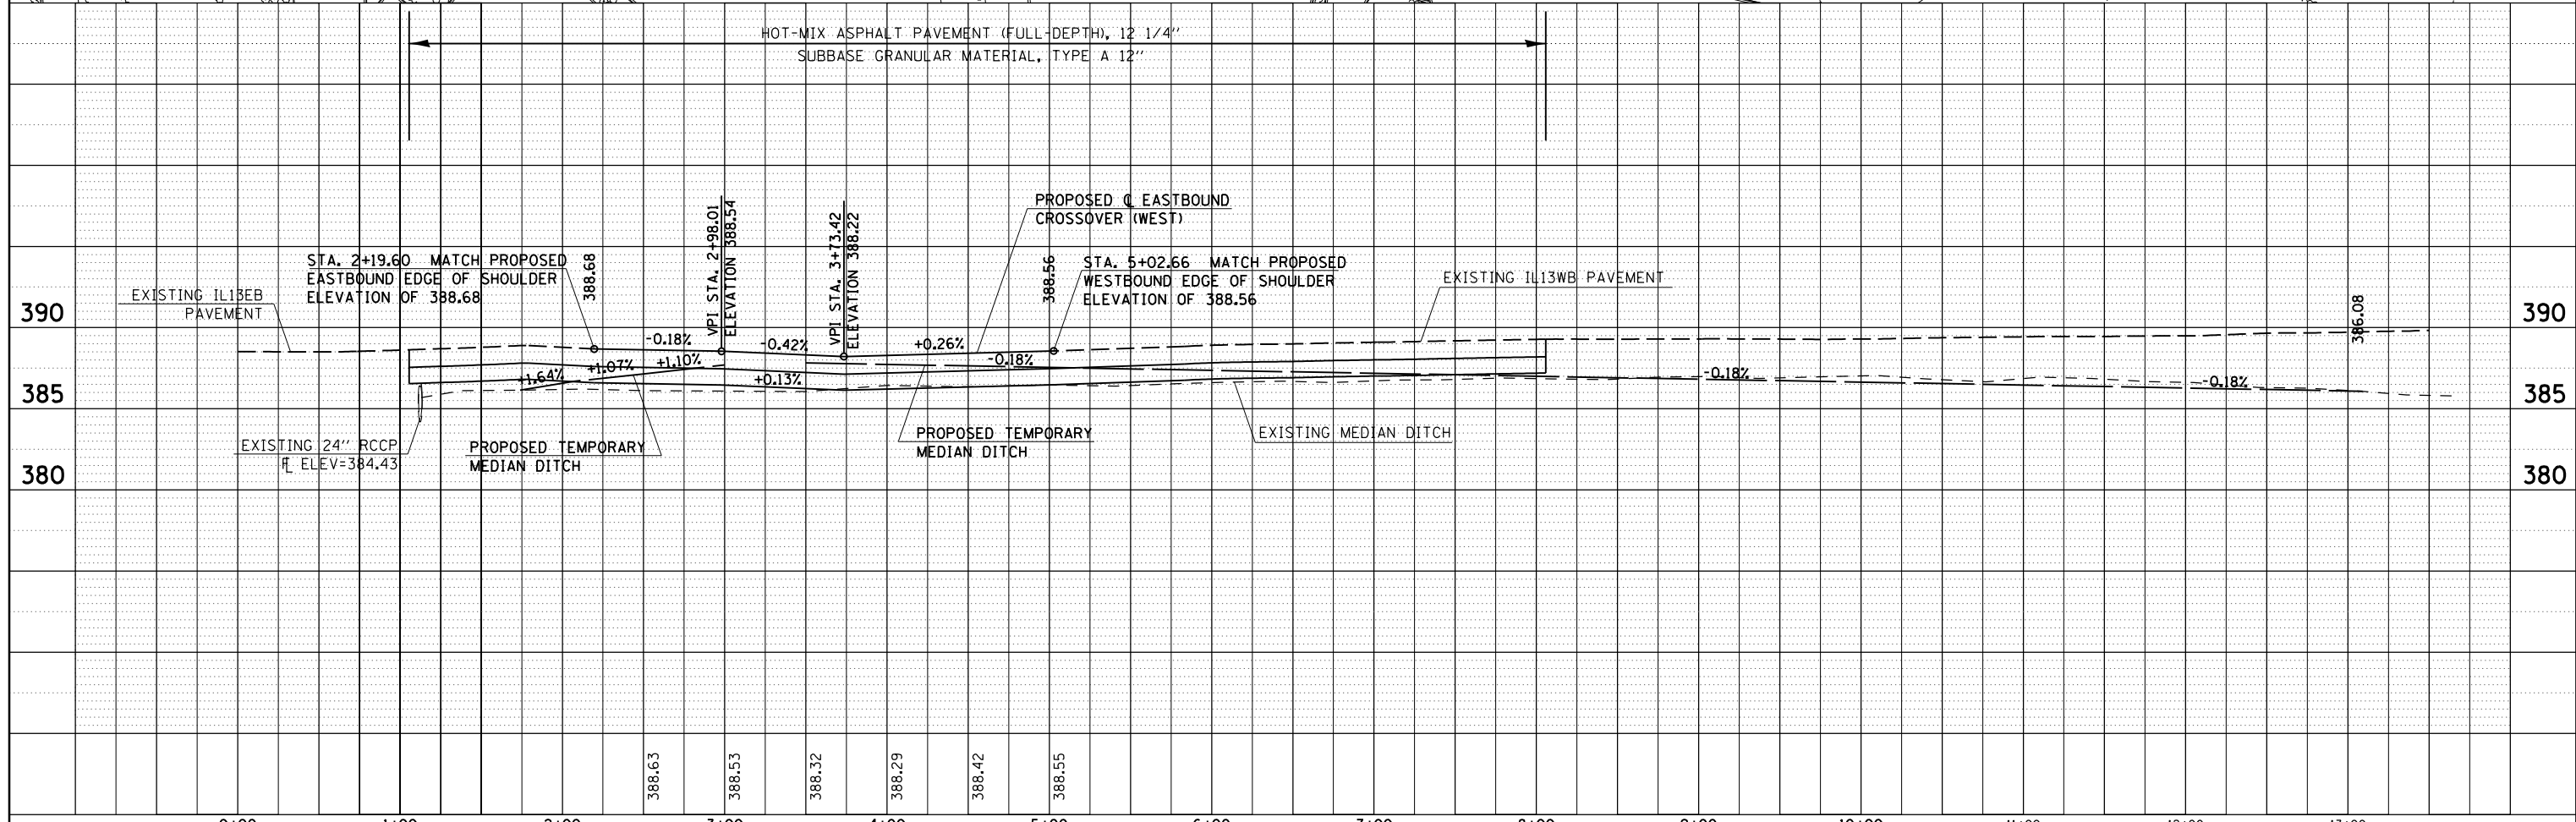 HOT-MIX ASPHALT PAVEMENT (FULL-DEPTH), 12 1/4"
SUBBASE GRANULAR MATERIAL, TYPE A 12"
PROPOSED ℄ EASTBOUND
CROSSOVER (WEST)
STA. 2+19.60 MATCH PROPOSED
EASTBOUND EDGE OF SHOULDER
ELEVATION OF 388.68
388.68
VPI STA. 2+98.01
ELEVATION 388.54
VPI STA. 3+73.42
ELEVATION 388.22
388.56
STA. 5+02.66 MATCH PROPOSED
WESTBOUND EDGE OF SHOULDER
ELEVATION OF 388.56
EXISTING IL13WB PAVEMENT
EXISTING IL13EB
PAVEMENT
386.08
390
390
-0.18%
-0.42%
+0.26%
-0.18%
+1.64%
+1.07%
+1.10%
+0.13%
-0.18%
-0.18%
385
385
EXISTING 24" RCCP
F̵L ELEV=384.43
PROPOSED TEMPORARY
MEDIAN DITCH
PROPOSED TEMPORARY
MEDIAN DITCH
EXISTING MEDIAN DITCH
380
380
388.63
388.53
388.32
388.29
388.42
388.55